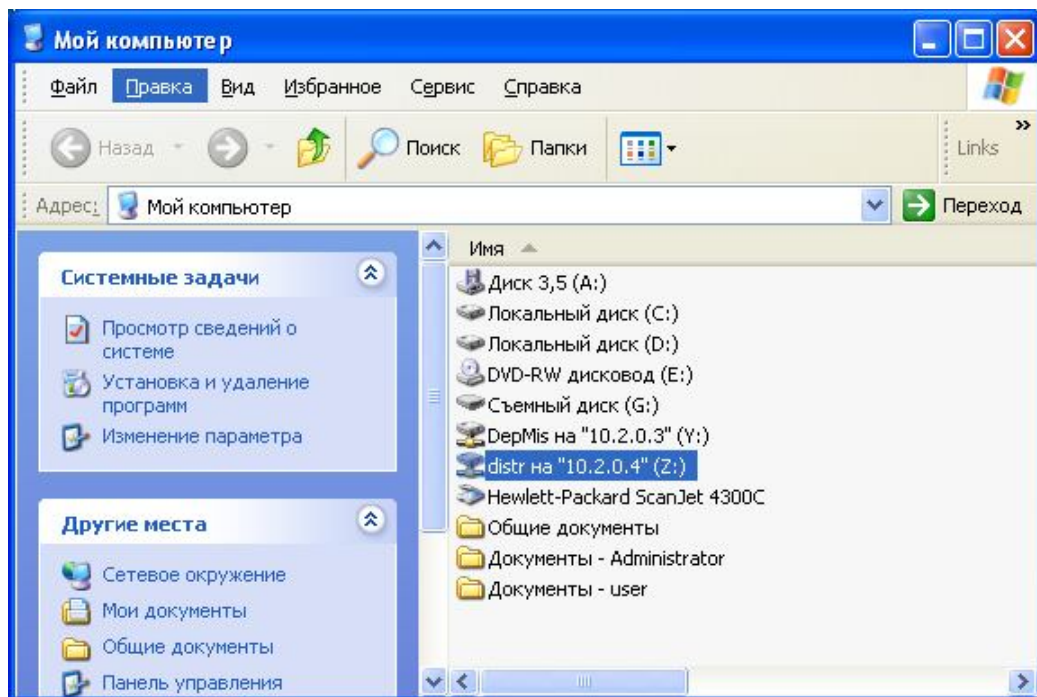 Мой компьютер
Файл Правка Вид Избранное Сервис Справка
Назад Поиск Папки Links
Адрес: Мой компьютер Переход
Системные задачи
Просмотр сведений о
системе
Установка и удаление
программ
Изменение параметра
Другие места
Сетевое окружение
Мои документы
Общие документы
Панель управления
Имя
Диск 3,5 (A:)
Локальный диск (C:)
Локальный диск (D:)
DVD-RW дисковод (E:)
Съемный диск (G:)
DepMis на "10.2.0.3" (Y:)
distr на "10.2.0.4" (Z:)
Hewlett-Packard ScanJet 4300C
Общие документы
Документы - Administrator
Документы - user